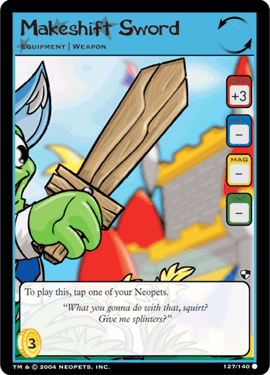 Makeshift Sword
Equipment | Weapon
+3
–
MAG
–
–
To play this, tap one of your Neopets.
"What you gonna do with that, squirt?
Give me splinters?"
3
TM & © 2004 NEOPETS, INC.
127/140